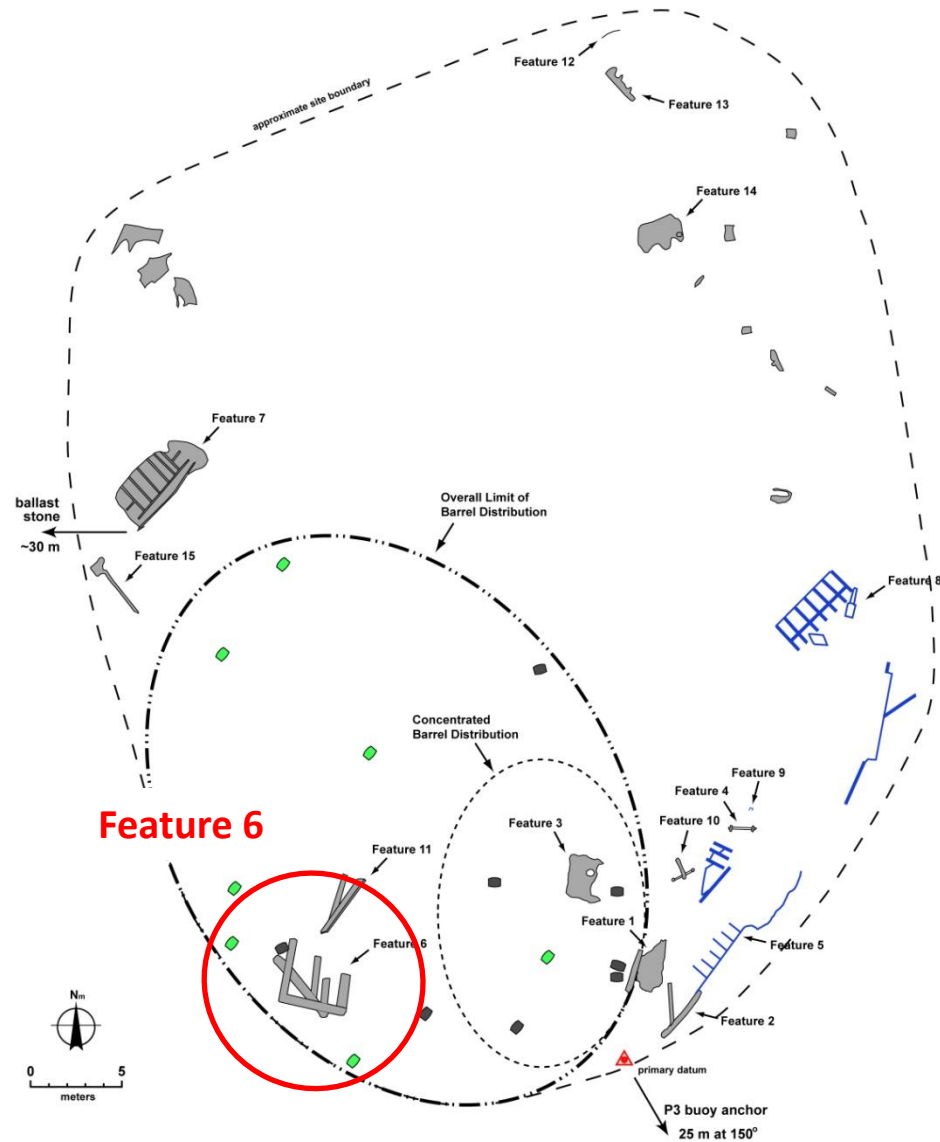 Feature 12
approximate site boundary
Feature 13
Feature 14
Feature 7
ballast
stone
~30 m
Overall Limit of
Barrel Distribution
Feature 15
Feature 8
Concentrated
Barrel Distribution
Feature 9
Feature 4
Feature 10
Feature 3
Feature 6
Feature 11
Feature 1
Feature 6
Feature 5
Nm
Feature 2
primary datum
0 5
meters
P3 buoy anchor
25 m at 150°